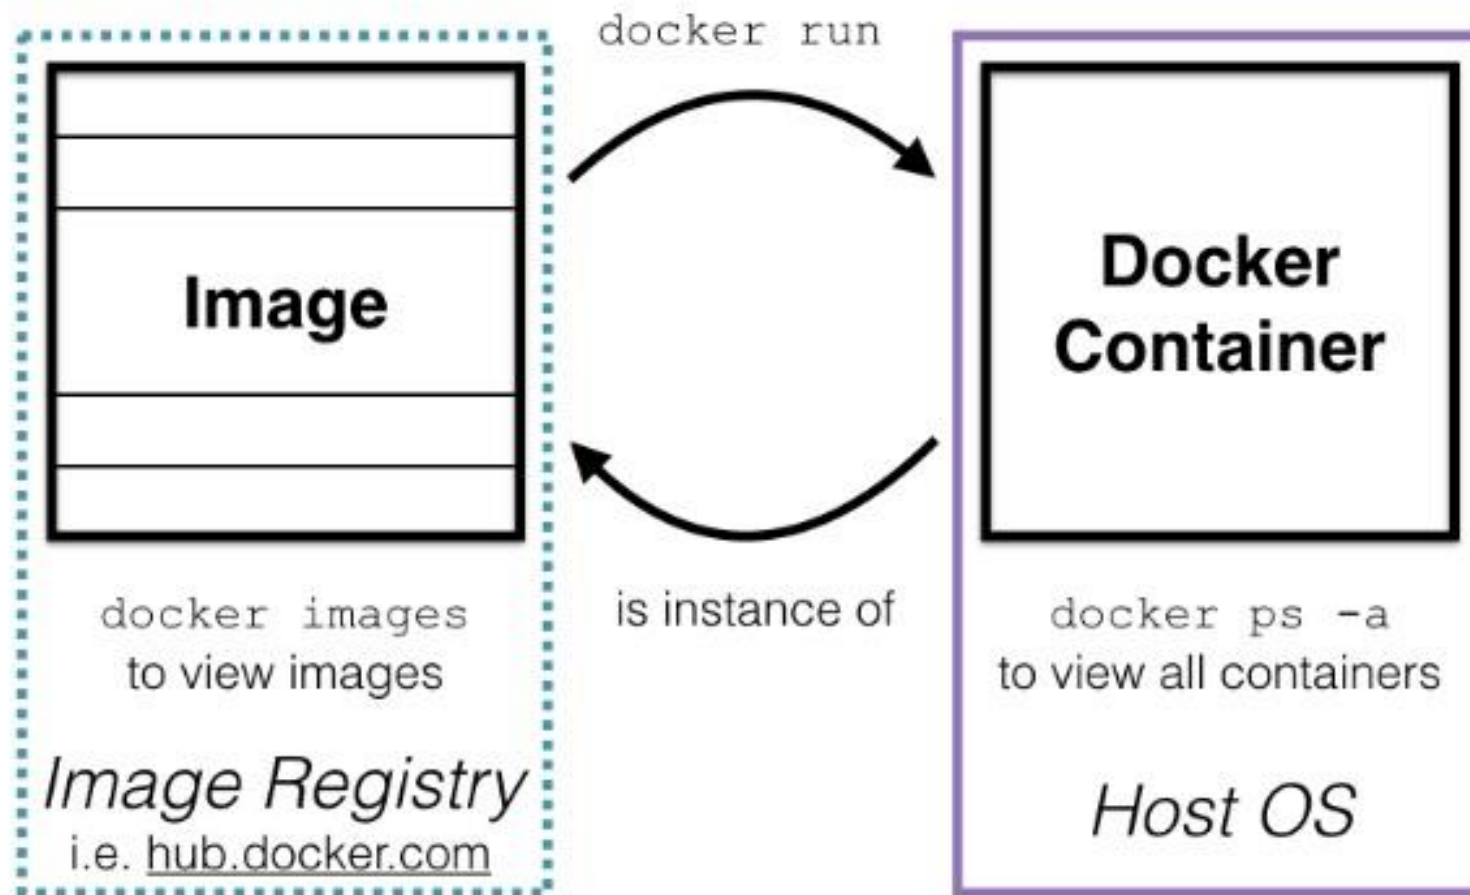 docker run
Image
Docker
Container
docker images
to view images
is instance of
docker ps -a
to view all containers
Image Registry
i.e. hub.docker.com
Host OS